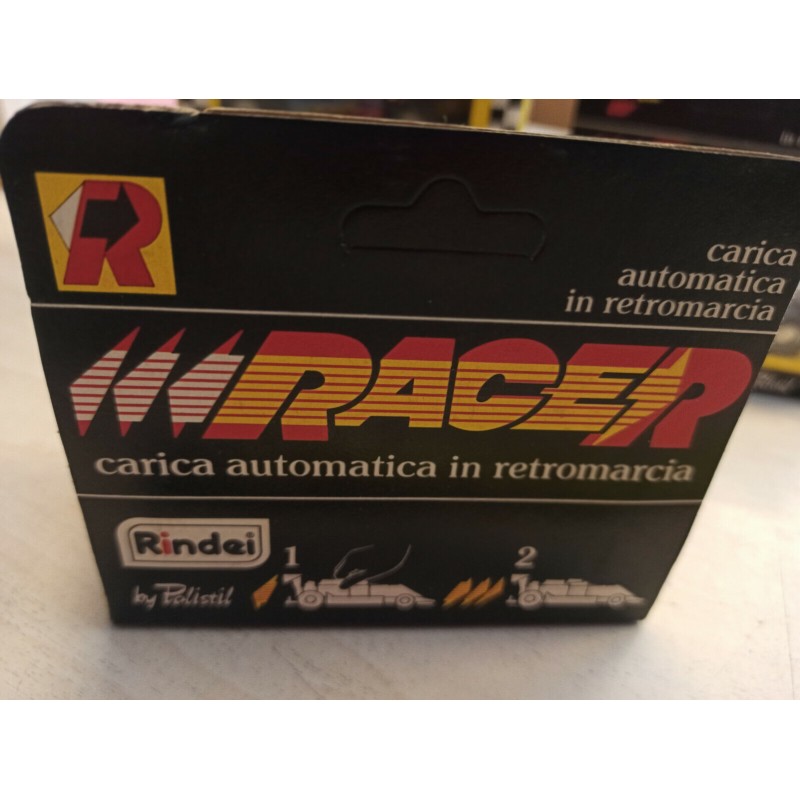 R
carica
automatica
in retromarcia
RACER
carica automatica in retromarcia
Rindei
by Polistil
1
2